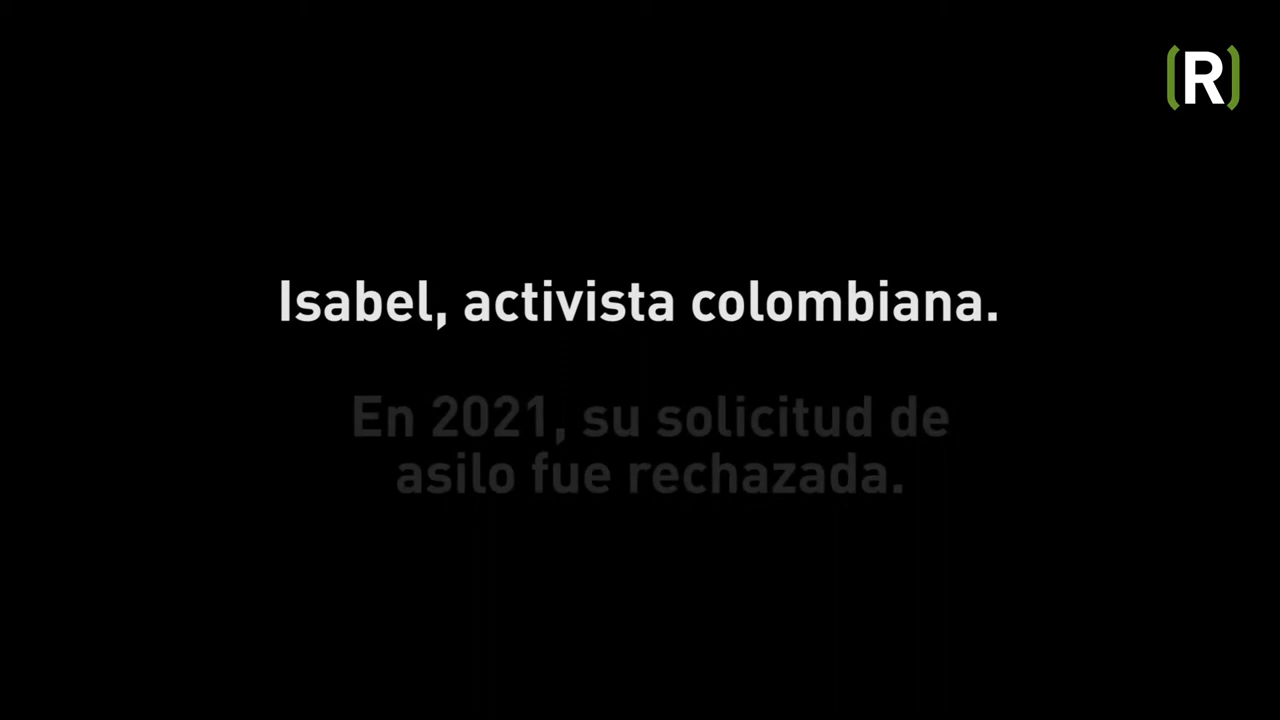 (R)
Isabel, activista colombiana.
En 2021, su solicitud de
asilo fue rechazada.